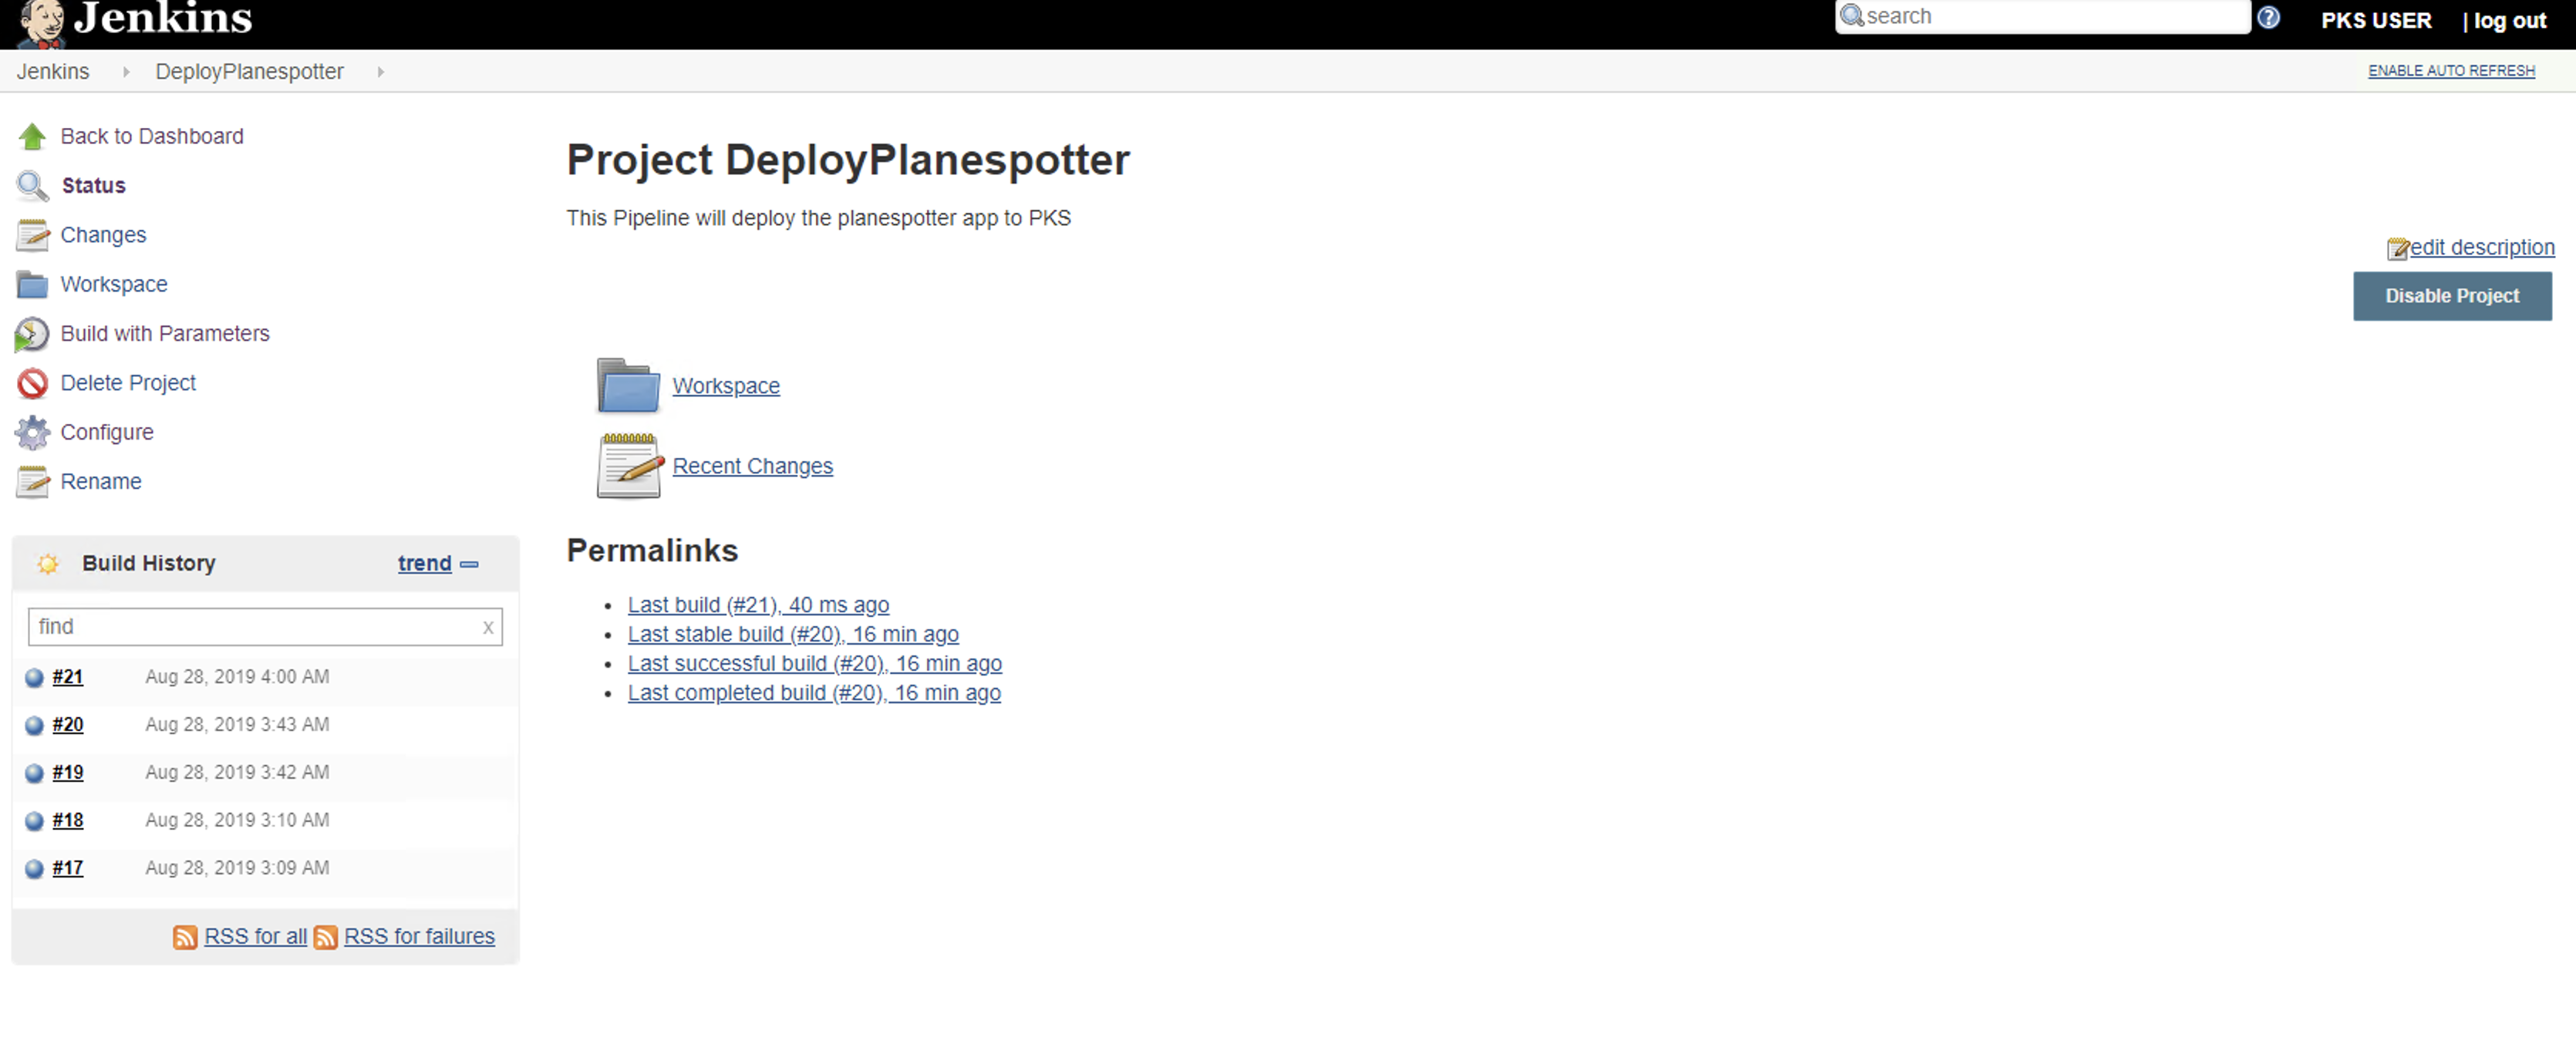 Jenkins
search
PKS USER | log out
Jenkins DeployPlanespotter
ENABLE AUTO REFRESH
Back to Dashboard
Status
Changes
Workspace
Build with Parameters
Delete Project
Configure
Rename
Build History trend
find x
#21 Aug 28, 2019 4:00 AM
#20 Aug 28, 2019 3:43 AM
#19 Aug 28, 2019 3:42 AM
#18 Aug 28, 2019 3:10 AM
#17 Aug 28, 2019 3:09 AM
RSS for all RSS for failures
Project DeployPlanespotter
This Pipeline will deploy the planespotter app to PKS
edit description
Disable Project
Workspace
Recent Changes
Permalinks
• Last build (#21), 40 ms ago
• Last stable build (#20), 16 min ago
• Last successful build (#20), 16 min ago
• Last completed build (#20), 16 min ago